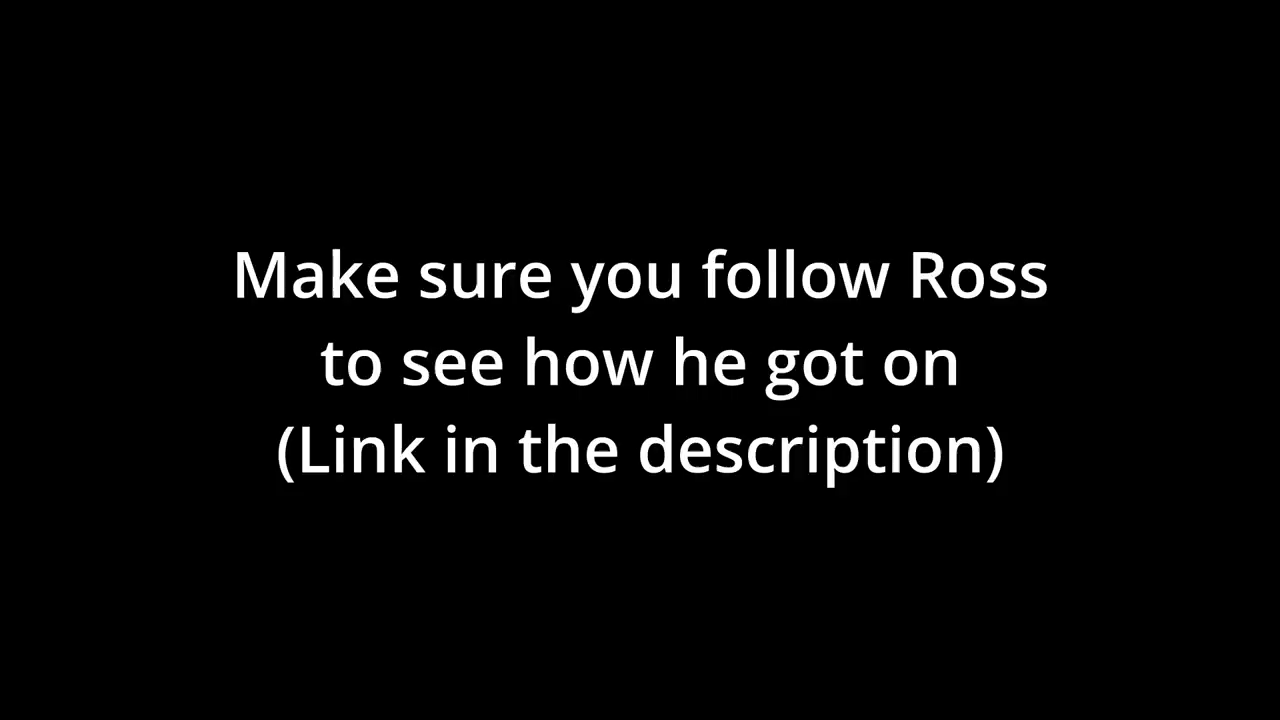 Make sure you follow Ross
to see how he got on
(Link in the description)